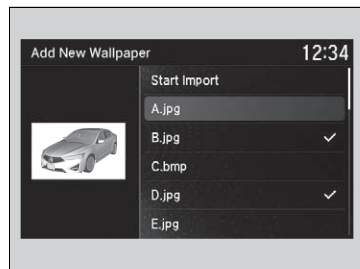 Add New Wallpaper 12:34
Start Import
A.jpg
B.jpg
C.bmp
D.jpg
E.jpg